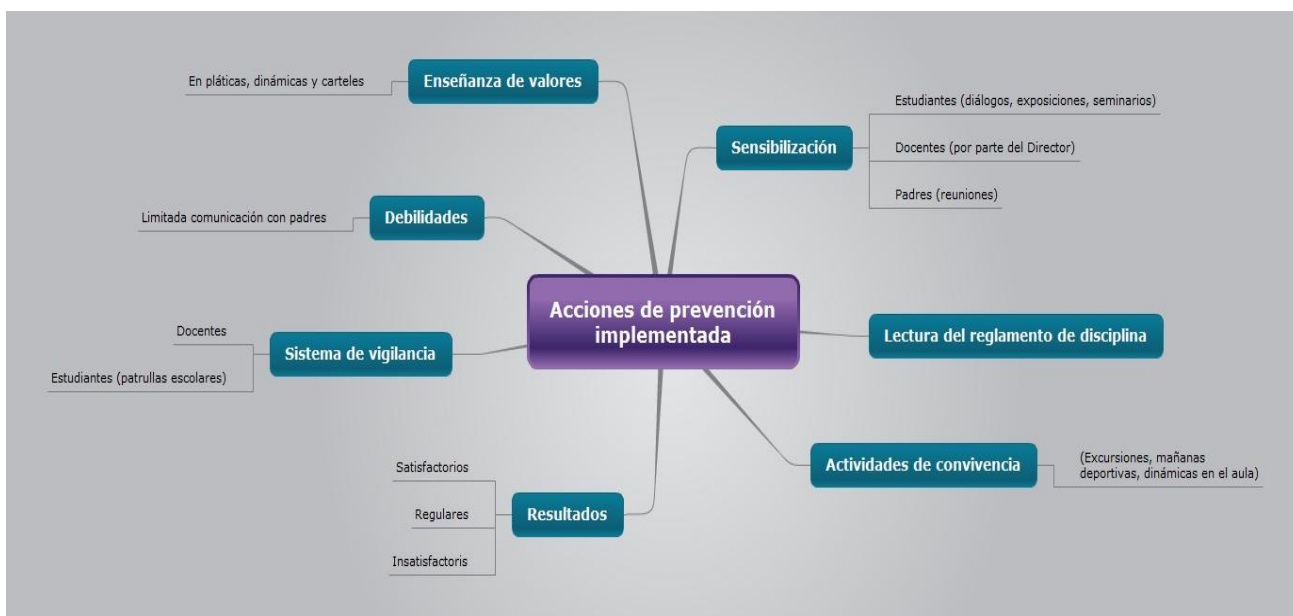 Acciones de prevención
implementada
Sensibilización
Estudiantes (diálogos, exposiciones, seminarios)
Docentes (por parte del Director)
Padres (reuniones)
Lectura del reglamento de disciplina
Actividades de convivencia
(Excursiones, mañanas
deportivas, dinámicas en el aula)
Resultados
Satisfactorios
Regulares
Insatisfactoris
Sistema de vigilancia
Docentes
Estudiantes (patrullas escolares)
Debilidades
Limitada comunicación con padres
Enseñanza de valores
En pláticas, dinámicas y carteles